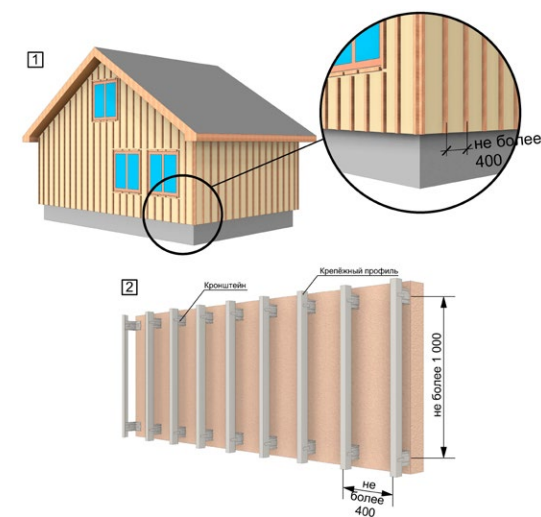 1
не более
400
2
Кронштейн
Крепёжный профиль
не более 1 000
не
более
400